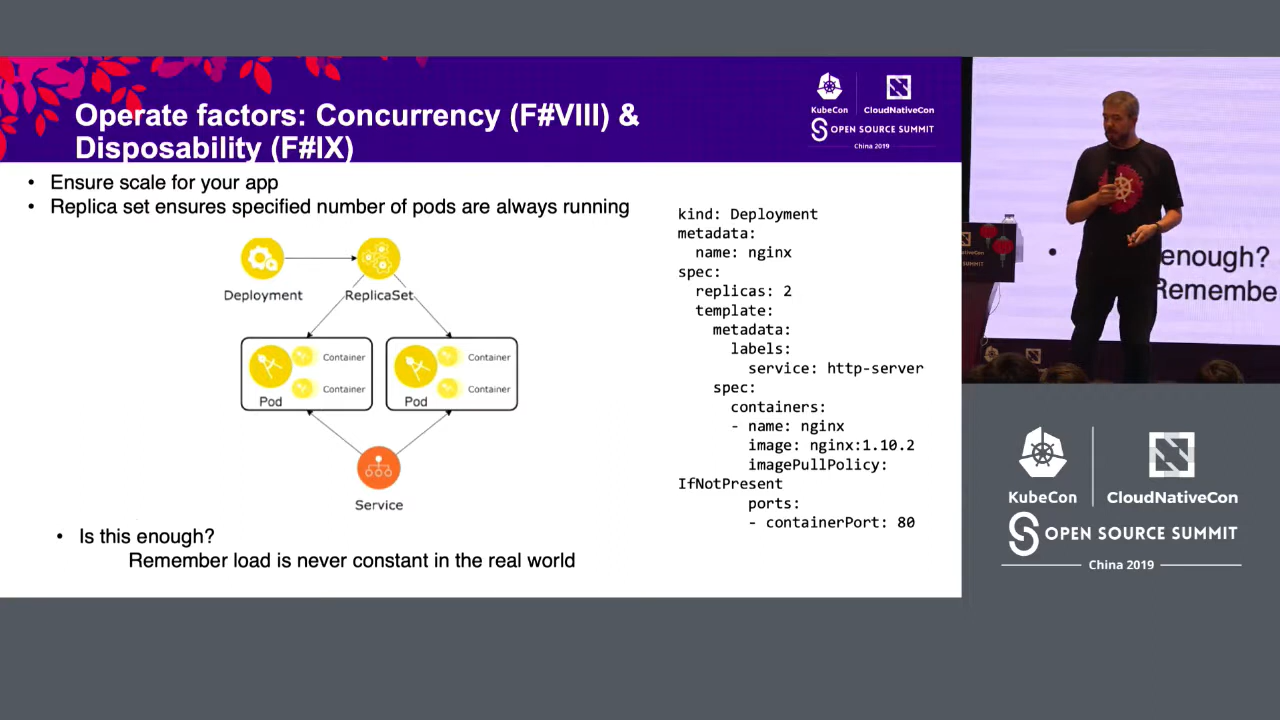 Operate factors: Concurrency (F#VIII) &
Disposability (F#IX)
KubeCon
CloudNativeCon
OPEN SOURCE SUMMIT
China 2019
• Ensure scale for your app
• Replica set ensures specified number of pods are always running
Deployment
ReplicaSet
Container
Container
Pod
Container
Container
Pod
Service
• Is this enough?
Remember load is never constant in the real world
kind: Deployment
metadata:
name: nginx
spec:
replicas: 2
template:
metadata:
labels:
service: http-server
spec:
containers:
- name: nginx
image: nginx:1.10.2
imagePullPolicy:
IfNotPresent
ports:
- containerPort: 80
• enough?
Remembe
SUMMIT
KubeCon
CloudNativeCon
OPEN SOURCE SUMMIT
China 2019